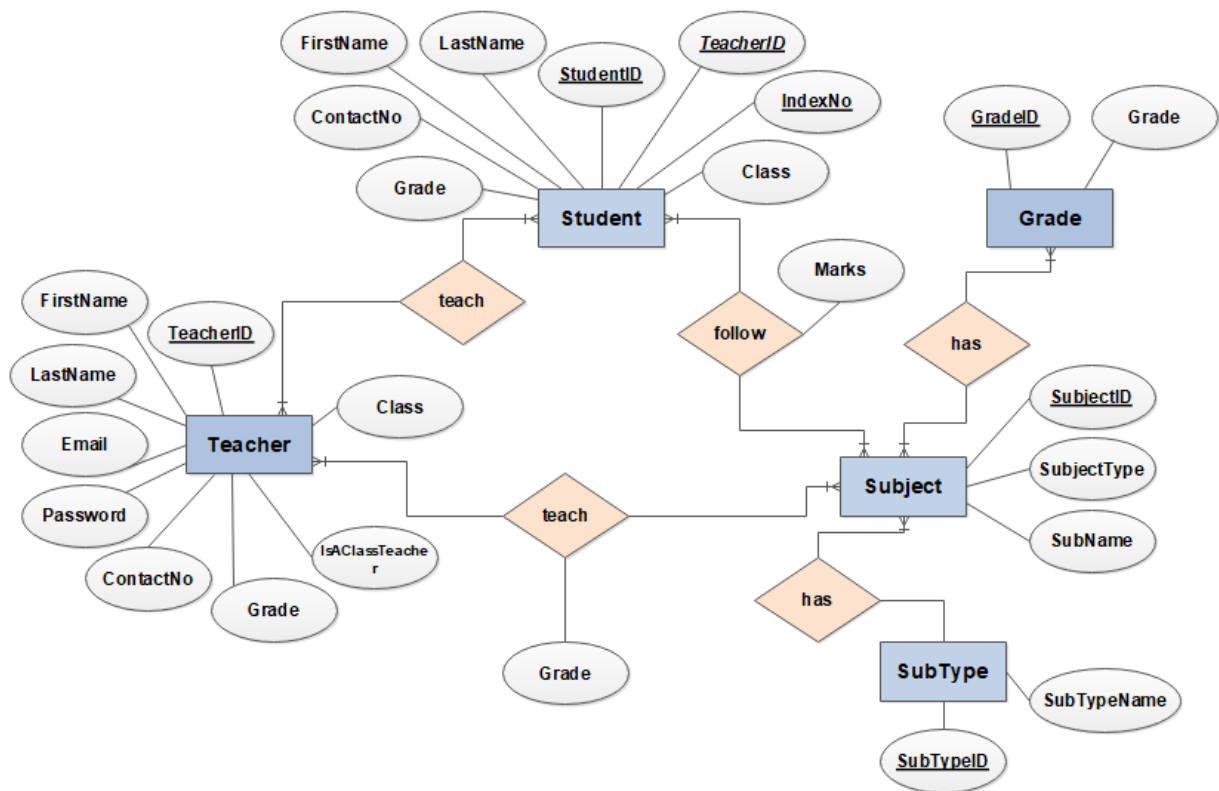 FirstName
LastName
TeacherID
StudentID
IndexNo
ContactNo
GradeID
Grade
Class
Grade
Student
Grade
Marks
FirstName
teach
TeacherID
follow
has
LastName
Class
SubjectID
Email
Teacher
SubjectType
Subject
Password
teach
SubName
IsAClassTeache
r
ContactNo
Grade
has
Grade
SubType
SubTypeName
SubTypeID